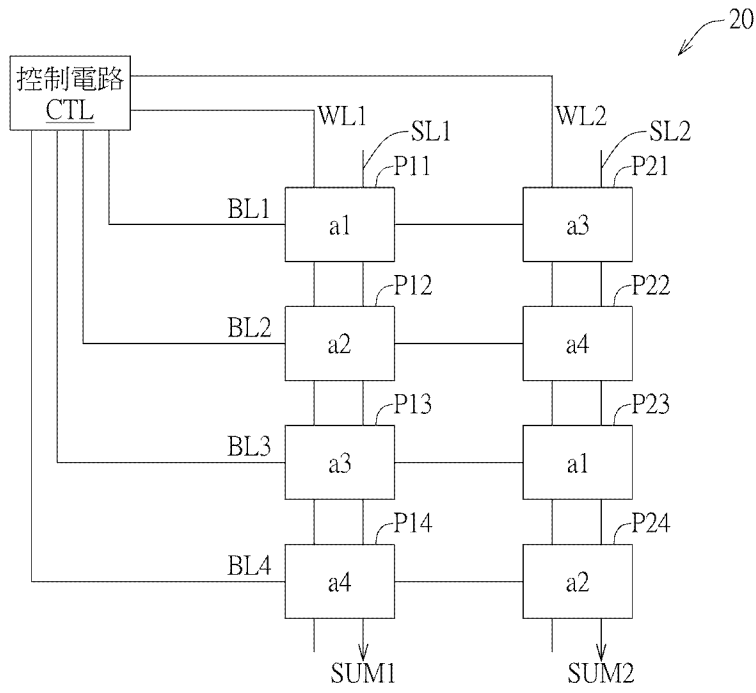 20
控制電路
CTL
WL1
WL2
SL1
SL2
P11
P21
BL1
a1
a3
P12
P22
BL2
a2
a4
P13
P23
BL3
a3
a1
P14
P24
BL4
a4
a2
SUM1
SUM2